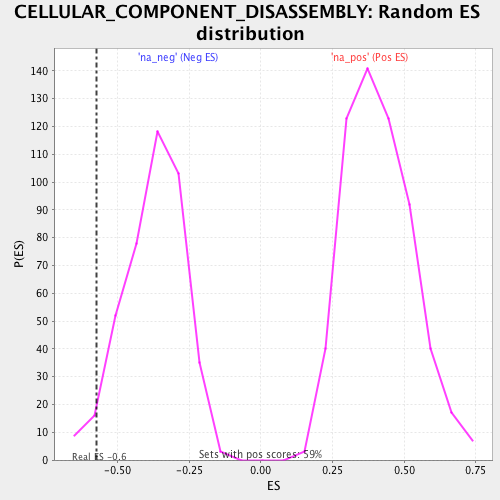 CELLULAR_COMPONENT_DISASSEMBLY: Random ES
distribution
'na_neg' (Neg ES)
'na_pos' (Pos ES)
P(ES)
140
130
120
110
100
90
80
70
60
50
40
30
20
10
0
Real ES -0.6
Sets with pos scores: 59%
-0.50
-0.25
0.00
0.25
0.50
0.75
ES